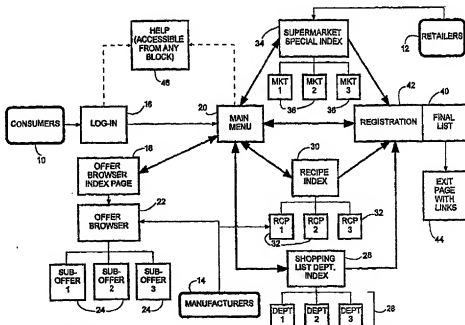 HELP
(ACCESSIBLE
FROM ANY
BLOCK)
46
34
SUPERMARKET
SPECIAL INDEX
12
RETAILERS
MKT
1
MKT
2
MKT
3
36
36
CONSUMERS
10
16
LOG-IN
20
MAIN
MENU
42
40
REGISTRATION
FINAL
LIST
18
OFFER
BROWSER
INDEX PAGE
30
RECIPE
INDEX
EXIT
PAGE
WITH
LINKS
44
22
OFFER
BROWSER
RCP
1
RCP
2
RCP
3
32
32
SUB-
OFFER
1
SUB-
OFFER
2
SUB-
OFFER
3
24
24
14
MANUFACTURERS
SHOPPING
LIST DEPT.
INDEX
26
DEPT
1
DEPT
2
DEPT
3
28